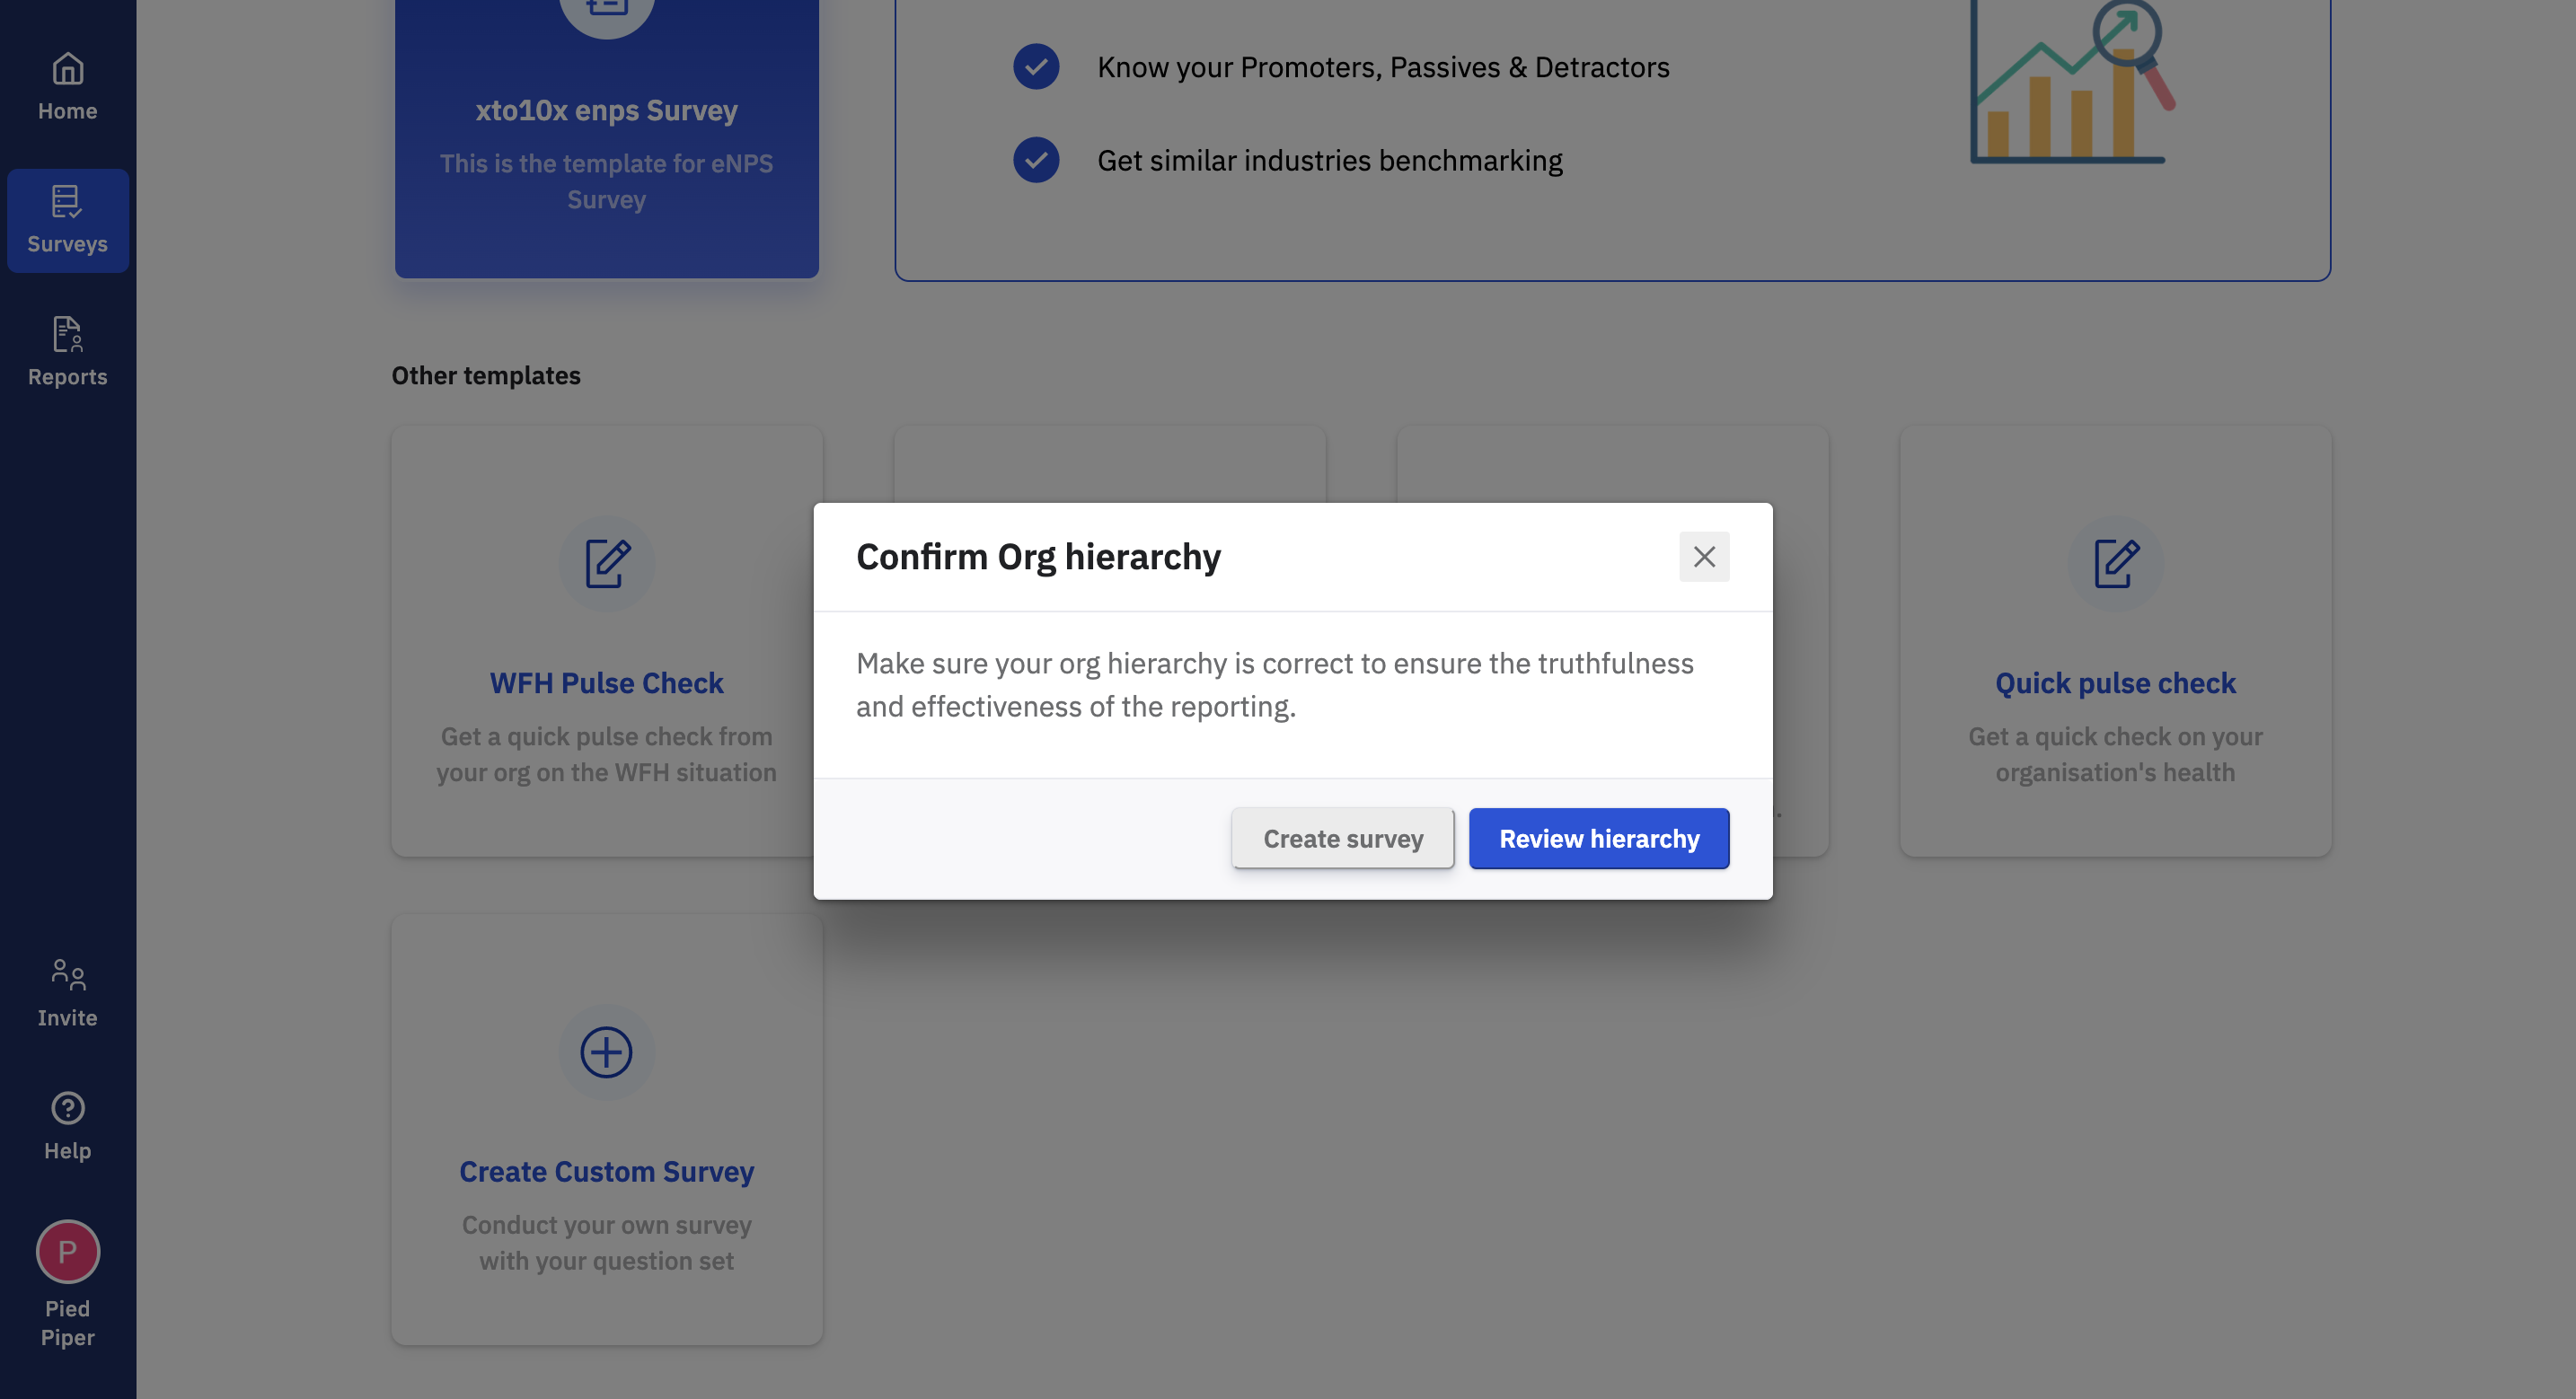 Home
Surveys
Reports
Invite
Help
P
Pied
Piper
xto10x enps Survey
This is the template for eNPS
Survey
Know your Promoters, Passives & Detractors
Get similar industries benchmarking
Other templates
WFH Pulse Check
Get a quick pulse check from
your org on the WFH situation
Quick pulse check
Get a quick check on your
organisation's health
Create Custom Survey
Conduct your own survey
with your question set
Confirm Org hierarchy
Make sure your org hierarchy is correct to ensure the truthfulness
and effectiveness of the reporting.
Create survey
Review hierarchy